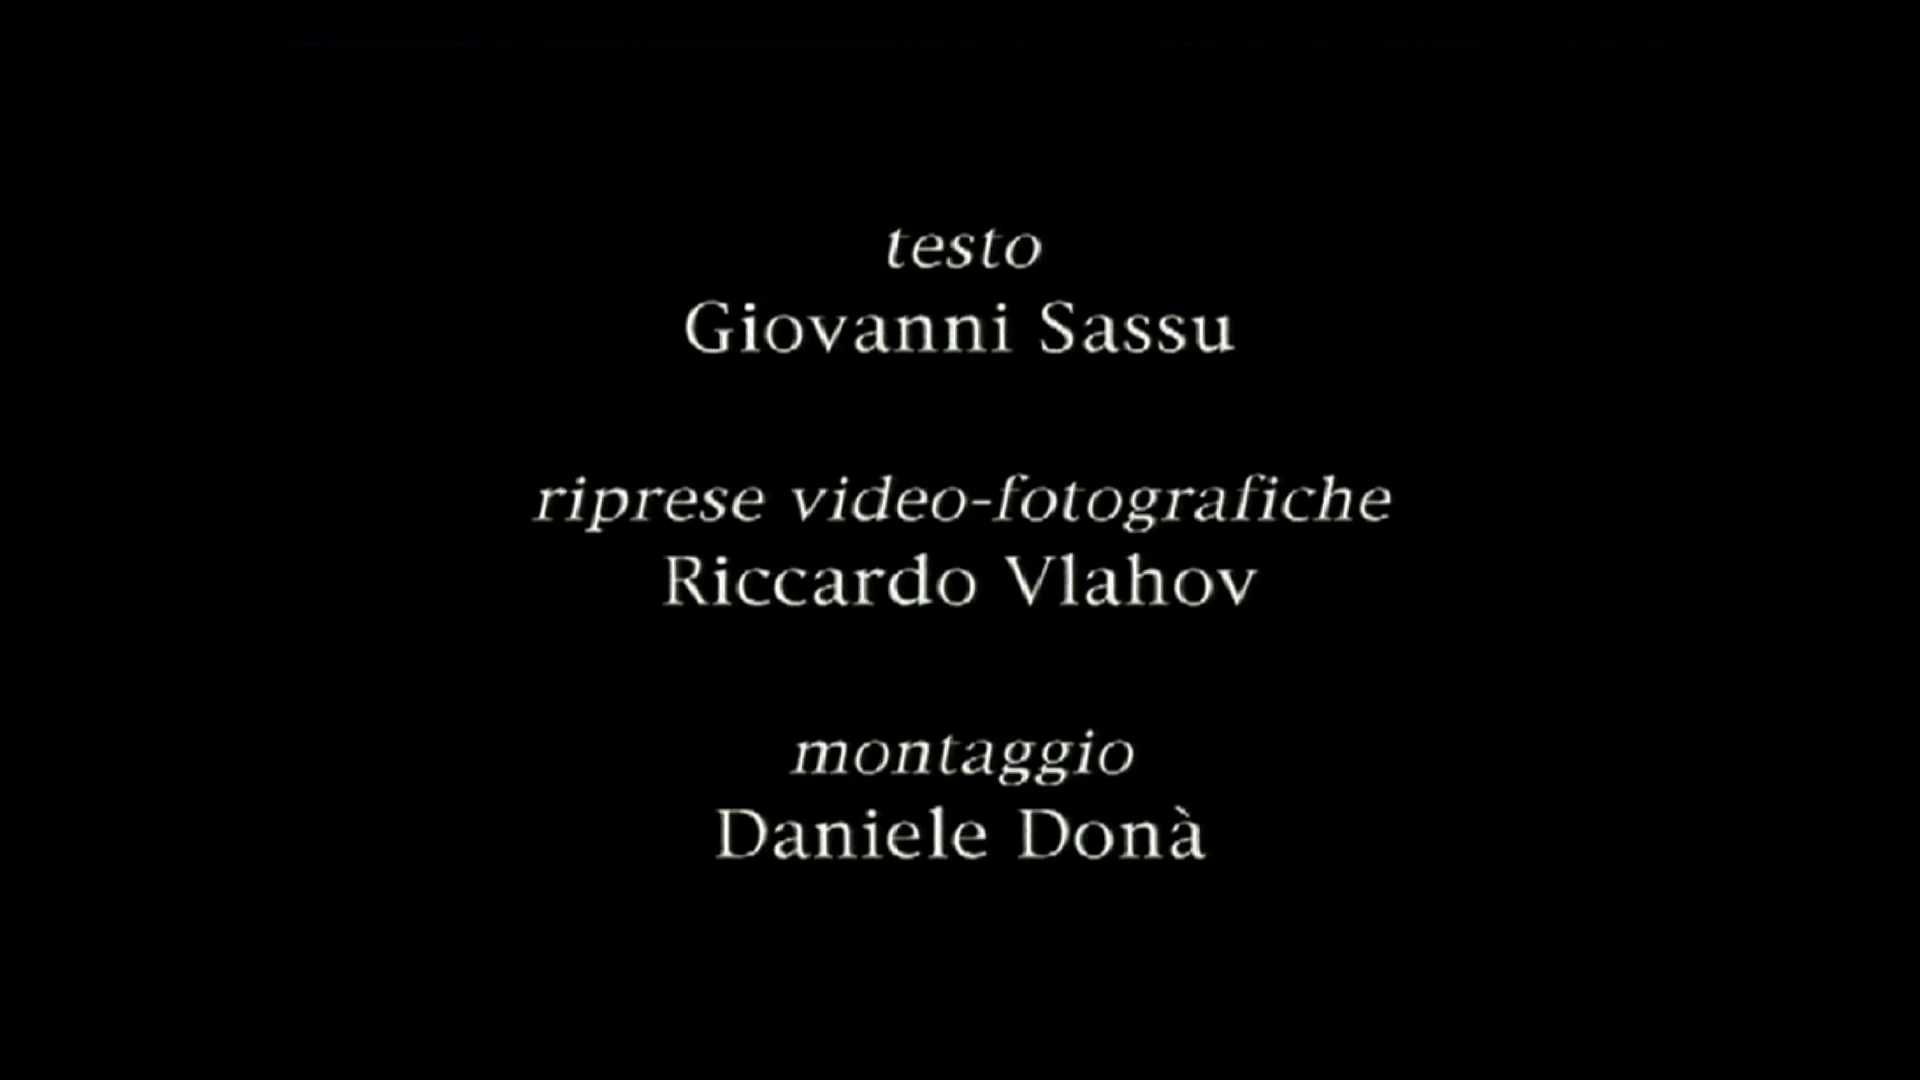 testo
Giovanni Sassu
riprese video-fotografiche
Riccardo Vlahov
montaggio
Daniele Donà